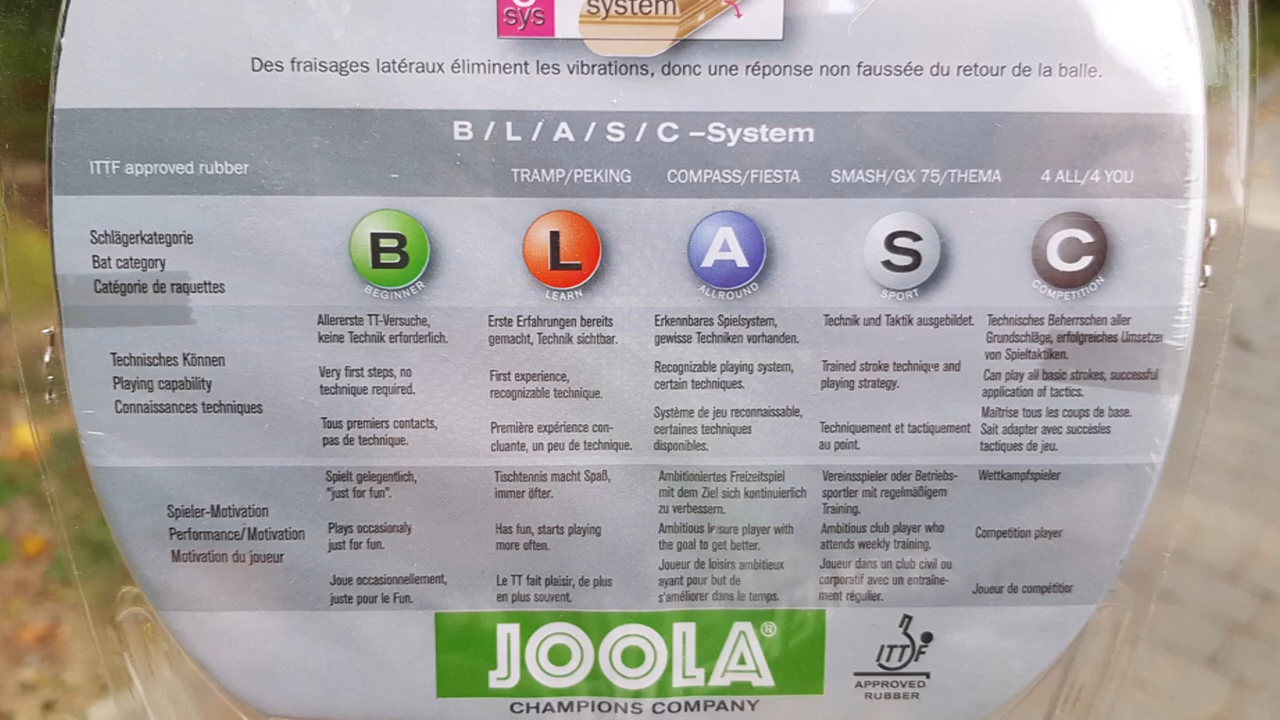 sys
system
Des fraisages latéraux éliminent les vibrations, donc une réponse non faussée du retour de la balle.
B / L / A / S / C –System
ITTF approved rubber – TRAMP/PEKING COMPASS/FIESTA SMASH/GX 75/THEMA 4 ALL/4 YOU
Schlägerkategorie
Bat category
Catégorie de raquettes
B
BEGINNER
L
LEARN
A
ALLROUND
S
SPORT
C
COMPETITION
Technisches Können
Playing capability
Connaissances techniques
Allererste TT-Versuche,
keine Technik erforderlich.
Very first steps, no
technique required.
Tous premiers contacts,
pas de technique.
Erste Erfahrungen bereits
gemacht, Technik sichtbar.
First experience,
recognizable technique.
Première expérience con-
cluante, un peu de technique.
Erkennbares Spielsystem,
gewisse Techniken vorhanden.
Recognizable playing system,
certain techniques.
Système de jeu reconnaissable,
certaines techniques
disponibles.
Technik und Taktik ausgebildet.
Trained stroke technique and
playing strategy.
Techniquement et tactiquement
au point.
Technisches Beherrschen aller
Grundschläge, erfolgreiches Umsetzen
von Spieltaktiken.
Can play all basic strokes, successful
application of tactics.
Maîtrise tous les coups de base.
Sait adapter avec succèsies
tactiques de jeu.
Spieler-Motivation
Performance/Motivation
Motivation du joueur
Spielt gelegentlich,
"just for fun".
Plays occasionaly
just for fun.
Joue occasionnellement,
juste pour le Fun.
Tischtennis macht Spaß,
immer öfter.
Has fun, starts playing
more often.
Le TT fait plaisir, de plus
en plus souvent.
Ambitioniertes Freizeitspiel
mit dem Ziel sich kontinuierlich
zu verbessern.
Ambitious leisure player with
the goal to get better.
Joueur de loisirs ambitieux
ayant pour but de
s'améliorer dans le temps.
Vereinsspieler oder Betriebs-
sportler mit regelmäßigem
Training.
Ambitious club player who
attends weekly training.
Joueur dans un club civil ou
corporatif avec un entraîne-
ment régulier.
Wettkampfspieler
Competition player
Joueur de compétition
JOOLA®
CHAMPIONS COMPANY
ITTF
APPROVED
RUBBER